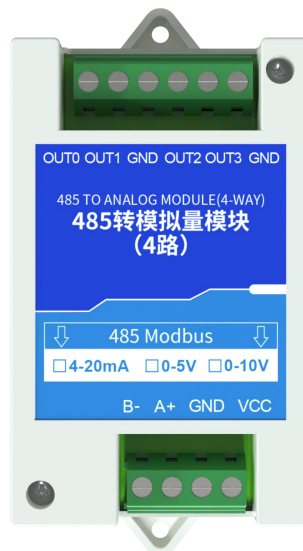 OUT0 OUT1 GND OUT2 OUT3 GND
485 TO ANALOG MODULE(4-WAY)
485转模拟量模块
(4路)
485 Modbus
□4-20mA □0-5V □0-10V
B- A+ GND VCC